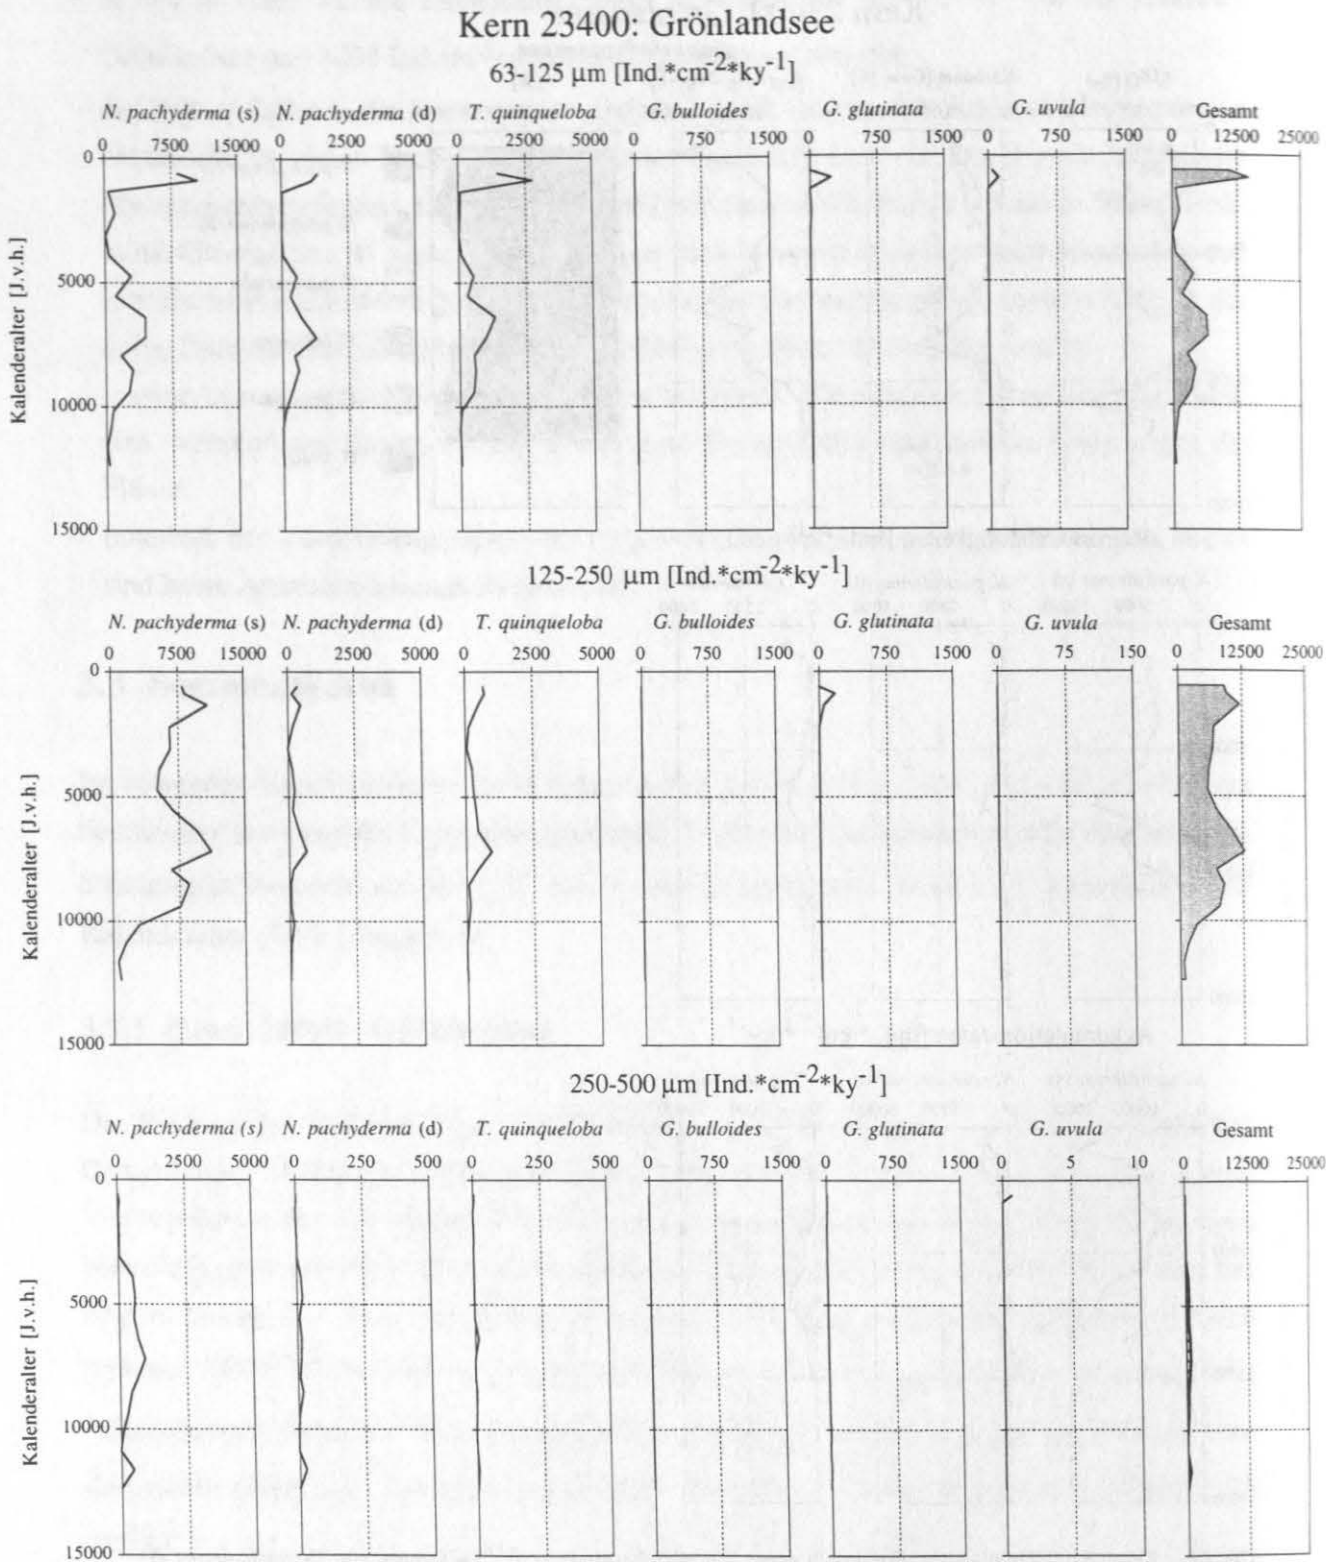 Kern 23400: Grönlandsee
63-125 µm [Ind.*cm-2*ky-1]
N. pachyderma (s) N. pachyderma (d) T. quinqueloba G. bulloides G. glutinata G. uvula Gesamt
0 7500 15000 0 2500 5000 0 2500 5000 0 750 1500 0 750 1500 0 750 1500 0 12500 25000
0
5000
10000
15000
Kalenderalter [J.v.h.]
125-250 µm [Ind.*cm-2*ky-1]
N. pachyderma (s) N. pachyderma (d) T. quinqueloba G. bulloides G. glutinata G. uvula Gesamt
0 7500 15000 0 2500 5000 0 2500 5000 0 750 1500 0 750 1500 0 75 150 0 12500 25000
0
5000
10000
15000
Kalenderalter [J.v.h.]
250-500 µm [Ind.*cm-2*ky-1]
N. pachyderma (s) N. pachyderma (d) T. quinqueloba G. bulloides G. glutinata G. uvula Gesamt
0 2500 5000 0 250 500 0 250 500 0 750 1500 0 750 1500 0 5 10 0 12500 25000
0
5000
10000
15000
Kalenderalter [J.v.h.]